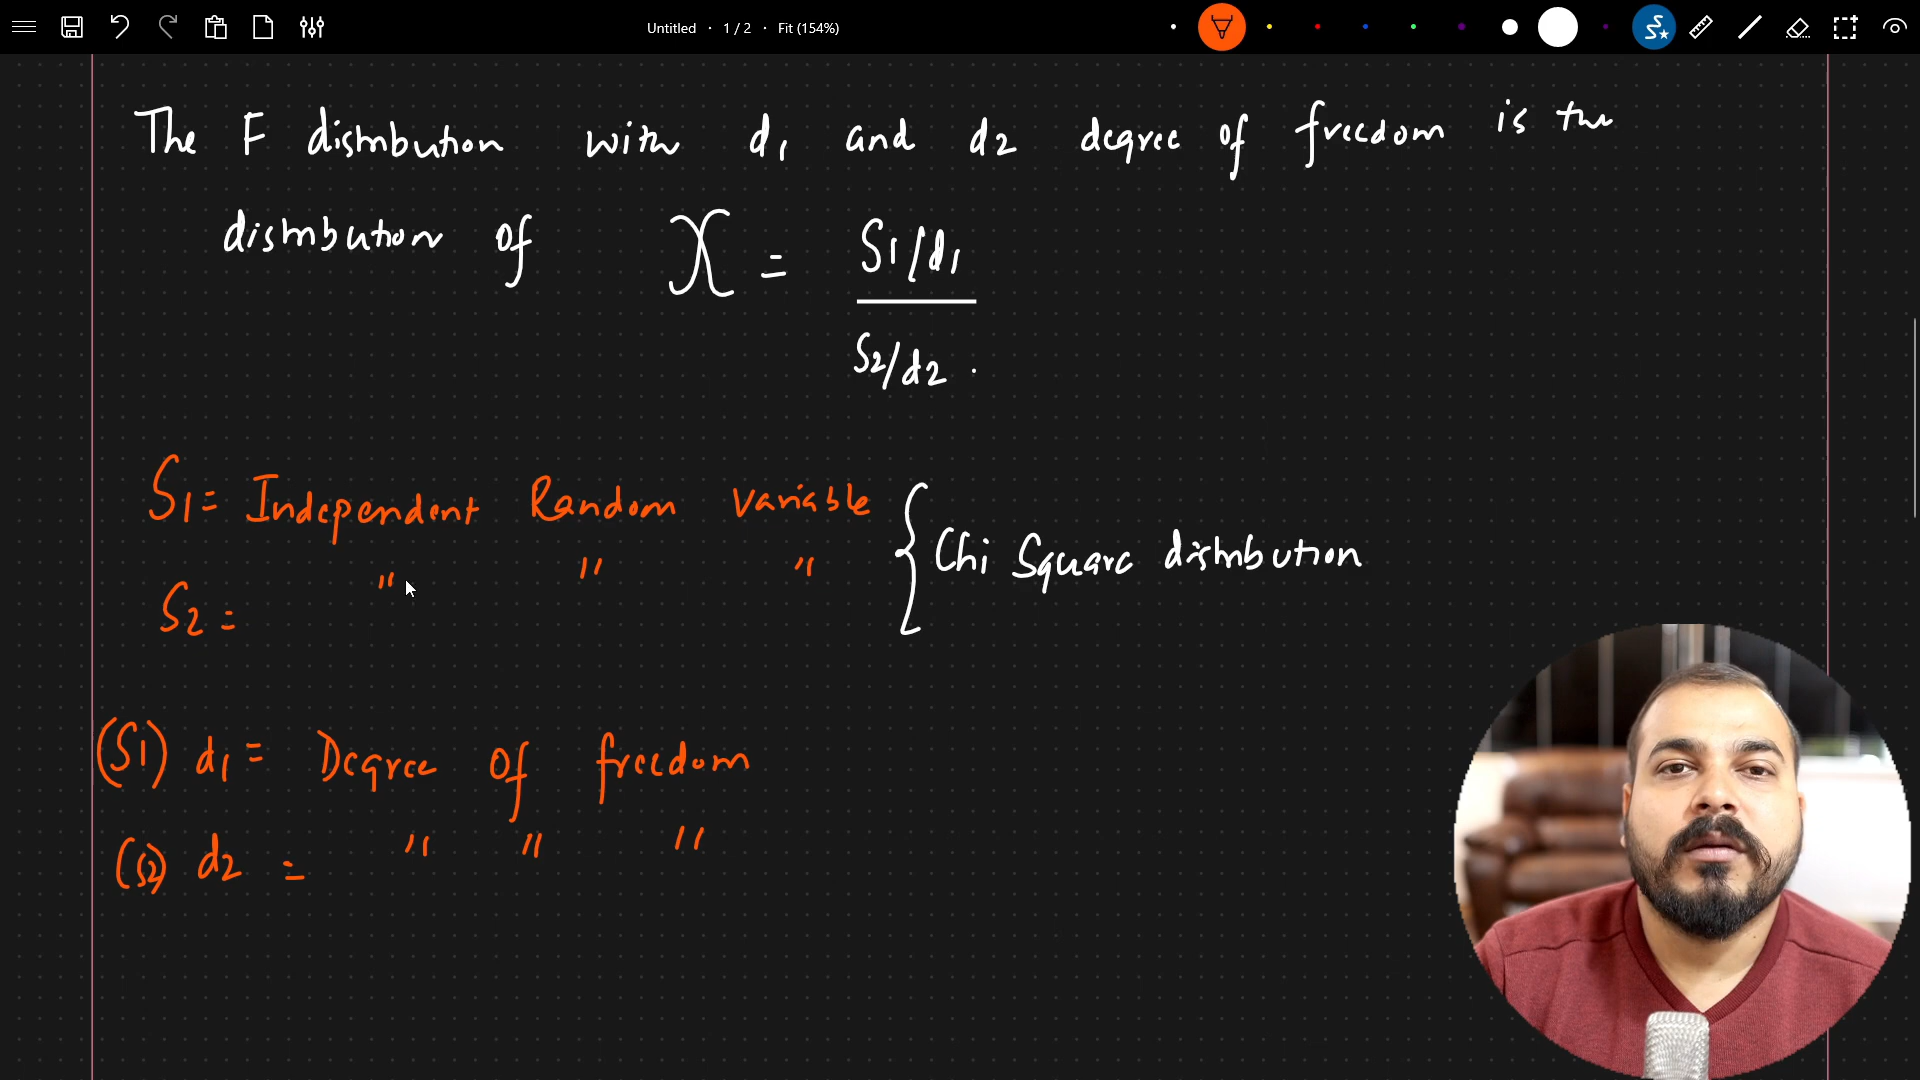 Untitled · 1 / 2 · Fit (154%)
The F distribution with d1 and d2 degree of freedom is the
distribution of X = S1/d1
S2/d2 .
S1 = Independent Random variable
S2 = " " "
{ Chi Square distribution
(S1) d1 = Degree of freedom
(S2) d2 = " " "